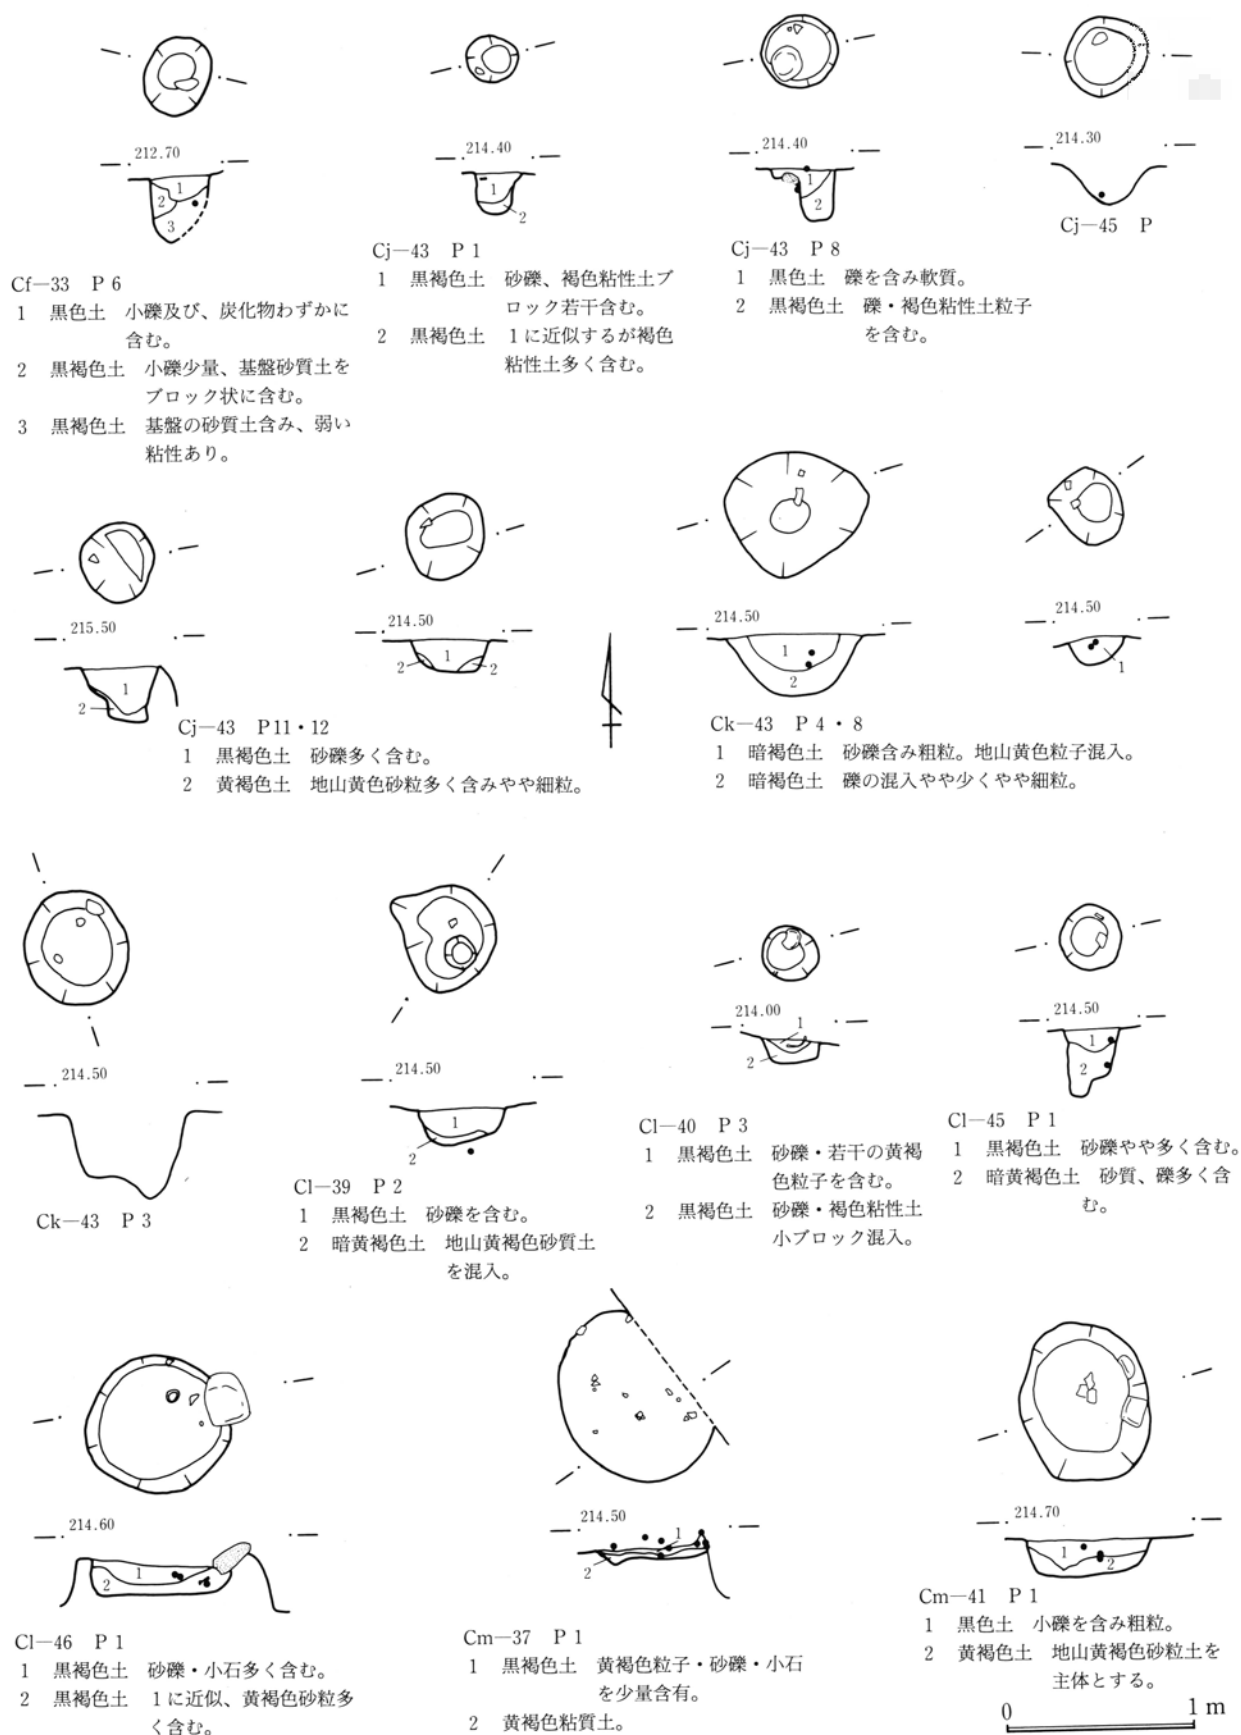 212.70
1
2
3
Cf—33 P 6
1 黒色土 小礫及び、炭化物わずかに
含む。
2 黒褐色土 小礫少量、基盤砂質土を
ブロック状に含む。
3 黒褐色土 基盤の砂質土含み、弱い
粘性あり。
214.40
1
2
Cj—43 P 1
1 黒褐色土 砂礫、褐色粘性土ブ
ロック若干含む。
2 黒褐色土 1に近似するが褐色
粘性土多く含む。
214.40
1
2
Cj—43 P 8
1 黒色土 礫を含み軟質。
2 黒褐色土 礫・褐色粘性土粒子
を含む。
214.30
Cj—45 P
215.50
1
2
214.50
2 1 2
Cj—43 P11・12
1 黒褐色土 砂礫多く含む。
2 黄褐色土 地山黄色砂粒多く含みやや細粒。
214.50
1
2
214.50
1
Ck—43 P 4・8
1 暗褐色土 砂礫含み粗粒。地山黄色粒子混入。
2 暗褐色土 礫の混入やや少くやや細粒。
214.50
Ck—43 P 3
214.50
1
2
Cl—39 P 2
1 黒褐色土 砂礫を含む。
2 暗黄褐色土 地山黄褐色砂質土
を混入。
214.00
1
2
Cl—40 P 3
1 黒褐色土 砂礫・若干の黄褐
色粒子を含む。
2 黒褐色土 砂礫・褐色粘性土
小ブロック混入。
214.50
1
2
Cl—45 P 1
1 黒褐色土 砂礫やや多く含む。
2 暗黄褐色土 砂質、礫多く含
む。
214.60
1
2
Cl—46 P 1
1 黒褐色土 砂礫・小石多く含む。
2 黒褐色土 1に近似、黄褐色砂粒多
く含む。
214.50
1
2
Cm—37 P 1
1 黒褐色土 黄褐色粒子・砂礫・小石
を少量含有。
2 黄褐色粘質土。
214.70
1
2
Cm—41 P 1
1 黒色土 小礫を含み粗粒。
2 黄褐色土 地山黄褐色砂粒土を
主体とする。
0 1 m